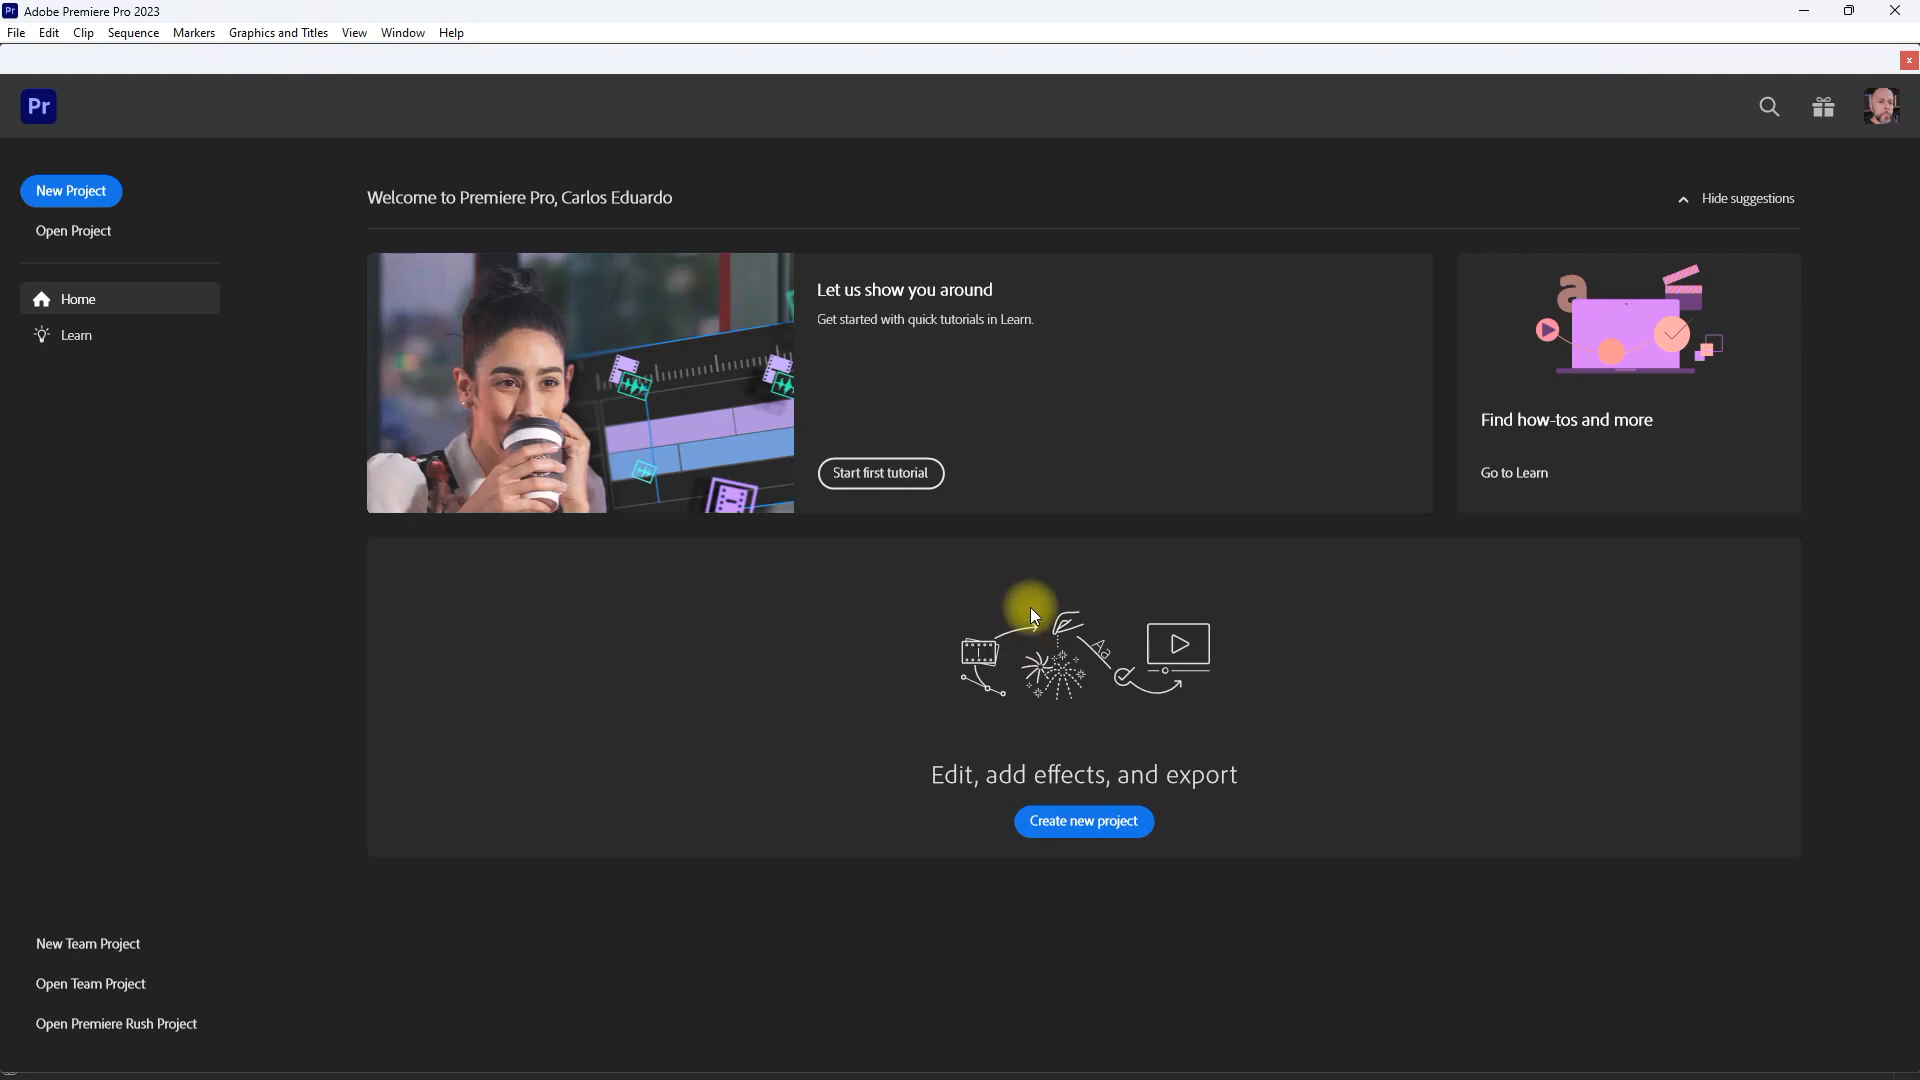 Pr Adobe Premiere Pro 2023
File Edit Clip Sequence Markers Graphics and Titles View Window Help
x
Pr
New Project
Open Project
Home
Learn
Welcome to Premiere Pro, Carlos Eduardo
Hide suggestions
Let us show you around
Get started with quick tutorials in Learn.
Start first tutorial
a
Find how-tos and more
Go to Learn
Aa
Edit, add effects, and export
Create new project
New Team Project
Open Team Project
Open Premiere Rush Project